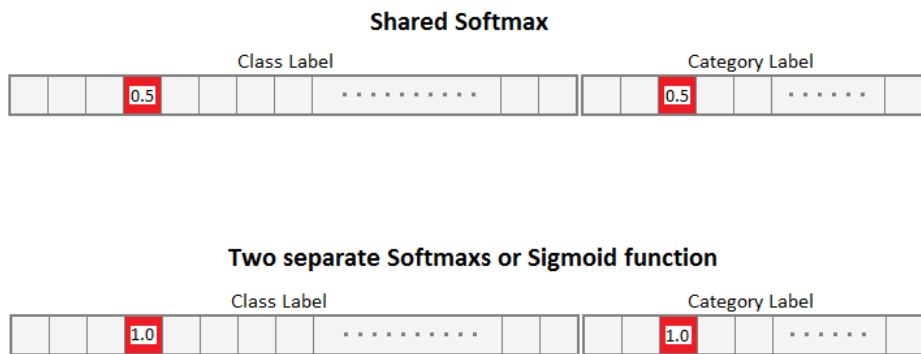 Shared Softmax
Class Label Category Label
0.5 0.5
Two separate Softmaxs or Sigmoid function
Class Label Category Label
1.0 1.0